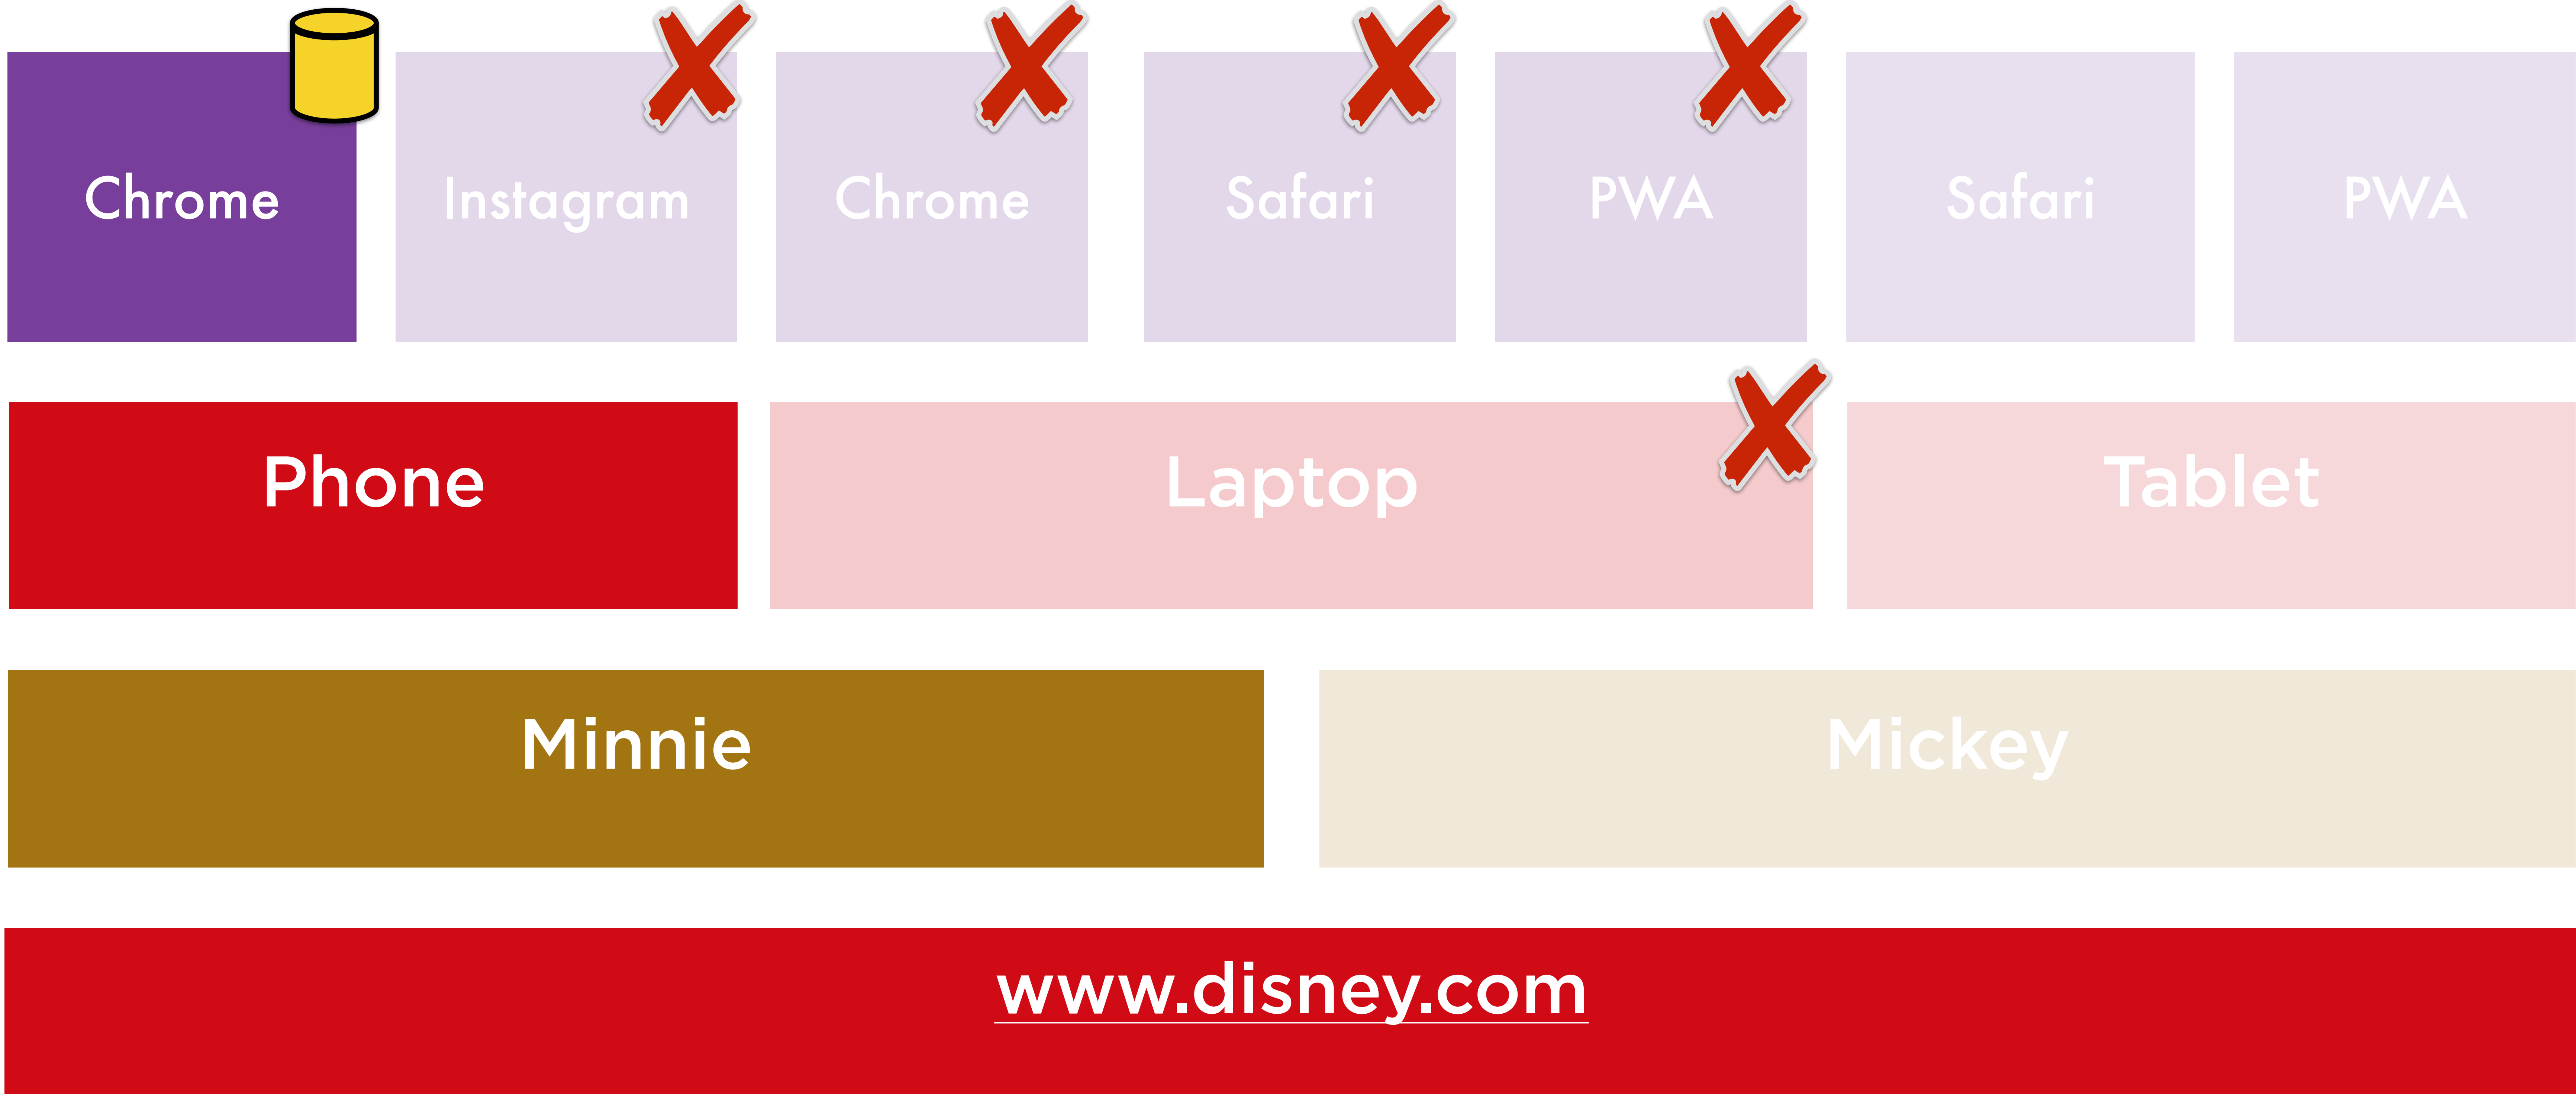 Chrome
Instagram
Chrome
Safari
PWA
Safari
PWA
Phone
Laptop
Tablet
Minnie
Mickey
www.disney.com